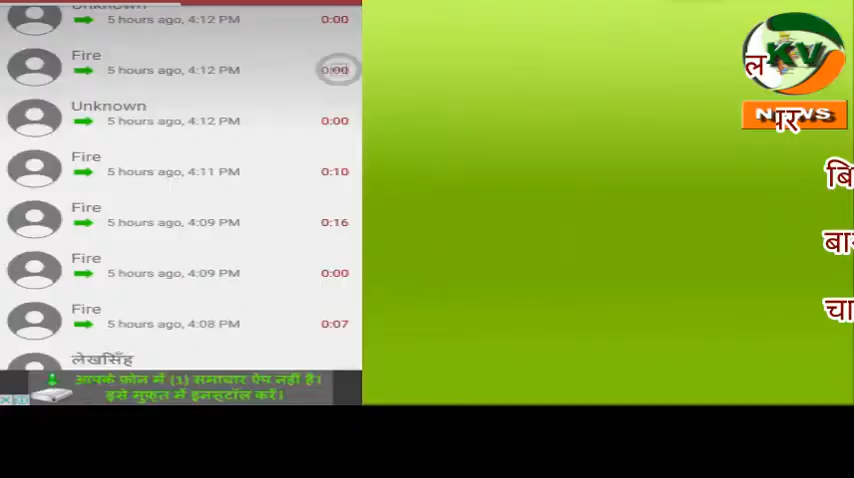 Unknown
5 hours ago, 4:12 PM 0:00
Fire
5 hours ago, 4:12 PM 0:00
Unknown
5 hours ago, 4:12 PM 0:00
Fire
5 hours ago, 4:11 PM 0:10
Fire
5 hours ago, 4:09 PM 0:16
Fire
5 hours ago, 4:09 PM 0:00
Fire
5 hours ago, 4:08 PM 0:07
लेखसिँह
आपके फ़ोन में (1) समाचार ऐप नहीं है।
इसे मुफ़्त में इनस्टॉल करें।
KV
NEWS
पर